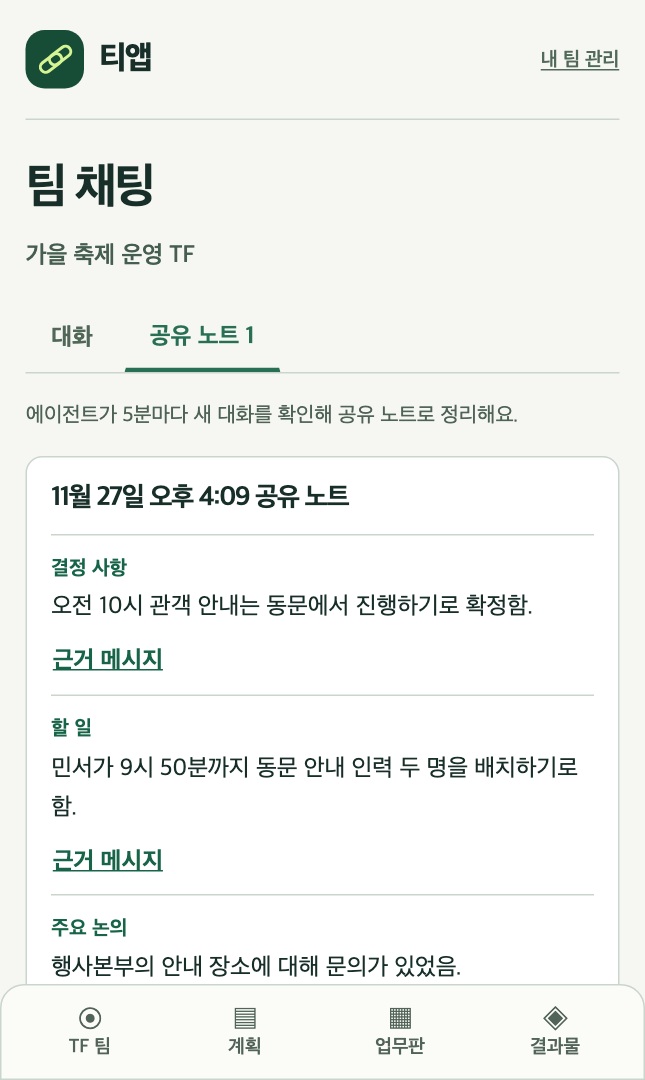 티앱
내 팀 관리
팀 채팅
가을 축제 운영 TF
대화
공유 노트 1
에이전트가 5분마다 새 대화를 확인해 공유 노트로 정리해요.
11월 27일 오후 4:09 공유 노트
결정 사항
오전 10시 관객 안내는 동문에서 진행하기로 확정함.
근거 메시지
할 일
민서가 9시 50분까지 동문 안내 인력 두 명을 배치하기로
함.
근거 메시지
주요 논의
행사본부의 안내 장소에 대해 문의가 있었음.
TF 팀
계획
업무판
결과물